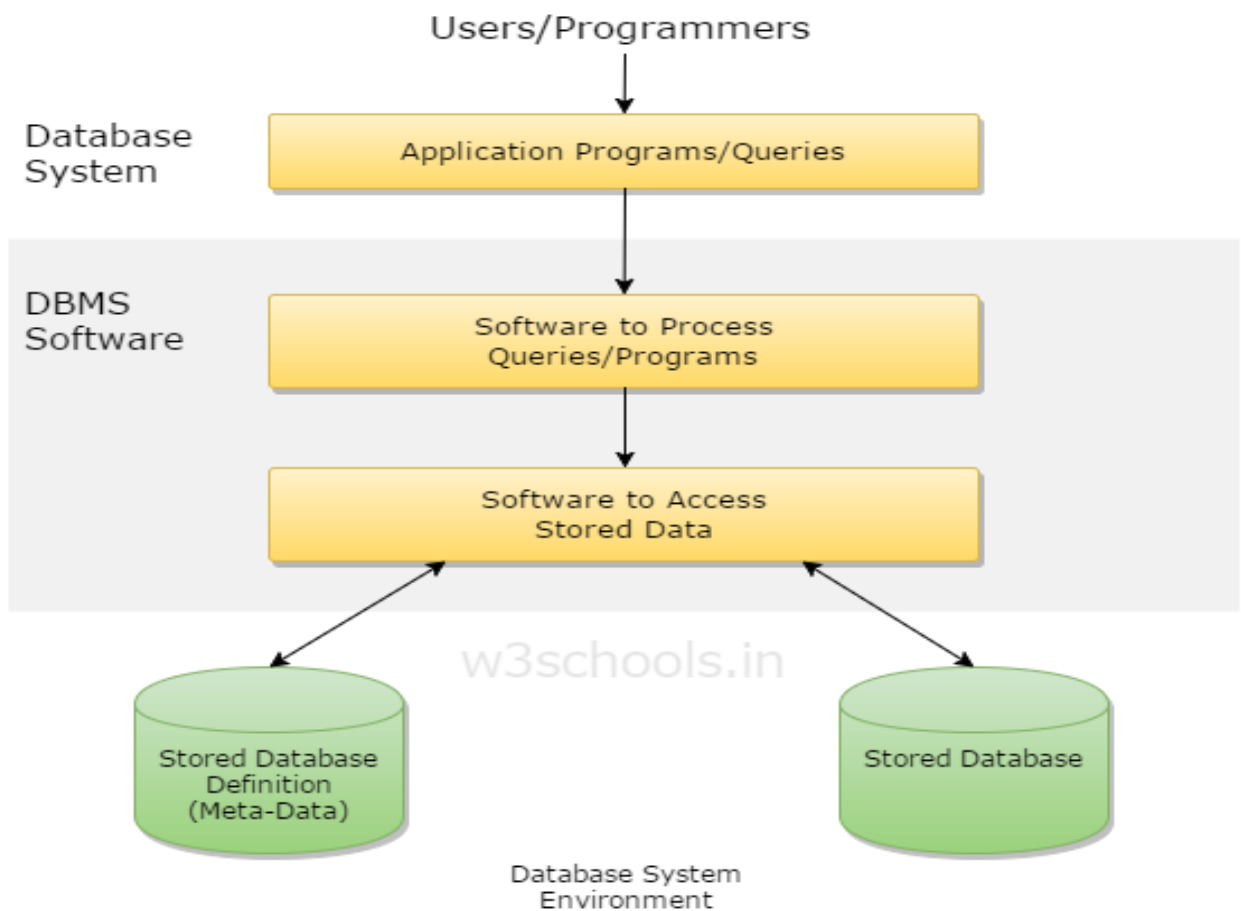 Users/Programmers
Database
System
Application Programs/Queries
DBMS
Software
Software to Process
Queries/Programs
Software to Access
Stored Data
w3schools.in
Stored Database
Definition
(Meta-Data)
Stored Database
Database System
Environment